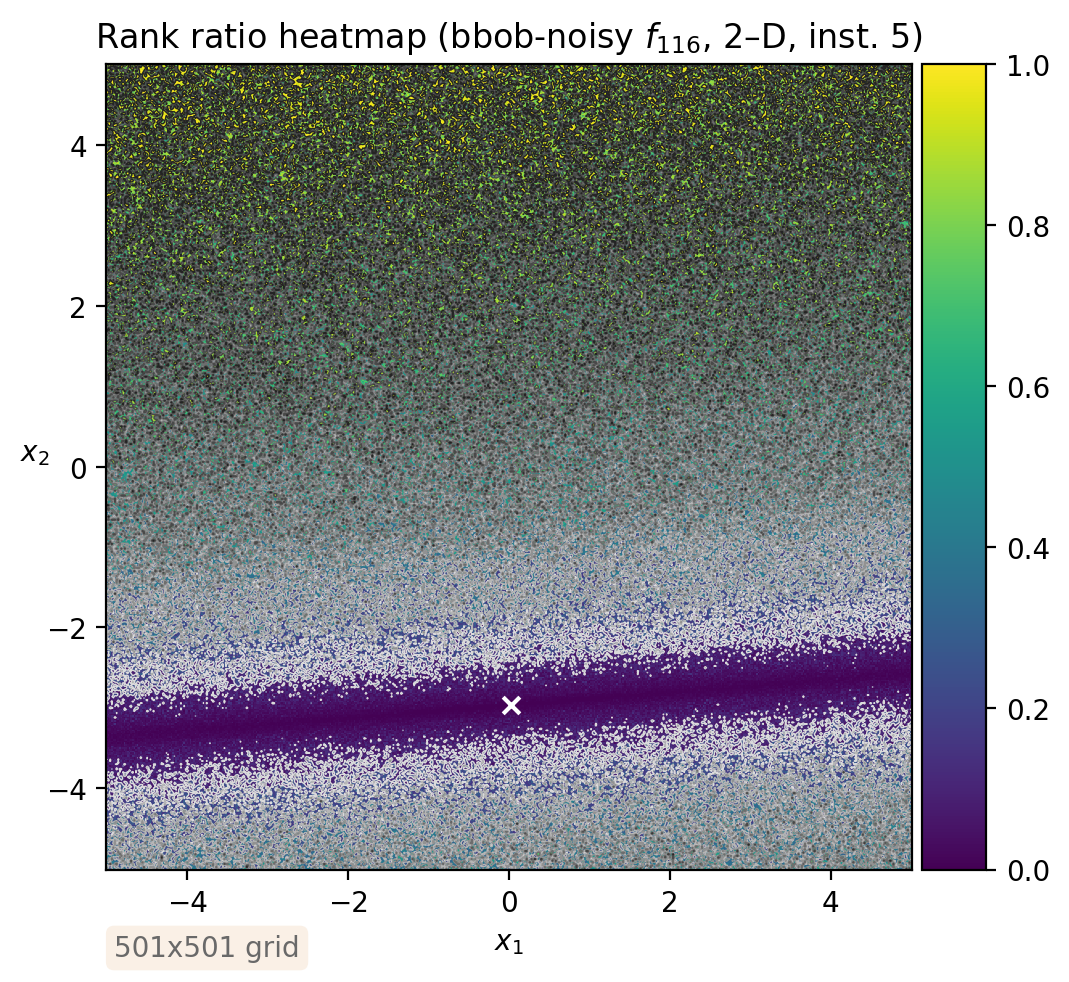 Rank ratio heatmap (bbob-noisy f₁₁₆, 2–D, inst. 5)
1.0
0.8
0.6
0.4
0.2
0.0
4
2
0
−2
−4
x₂
−4 −2 0 2 4
x₁
501x501 grid